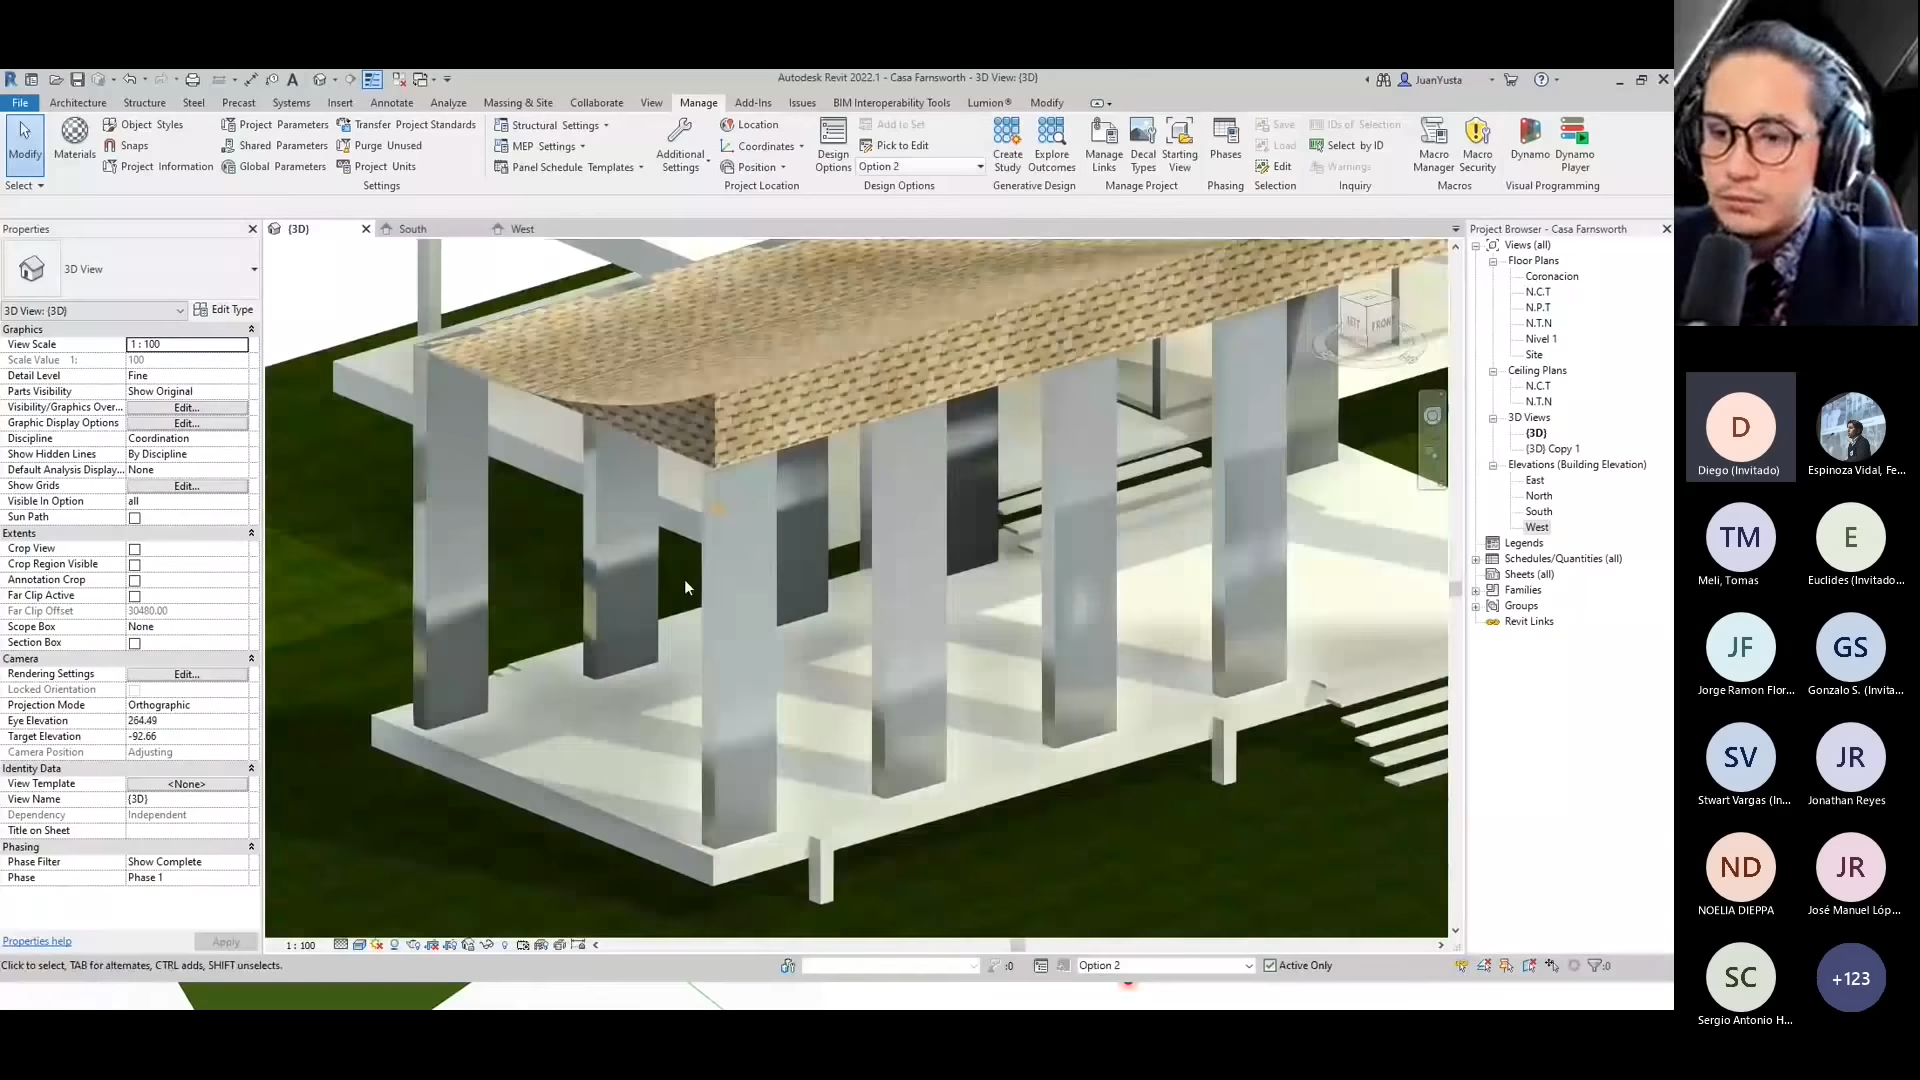 Autodesk Revit 2022.1 - Casa Farnsworth - 3D View: {3D}
JuanYusta
File Architecture Structure Steel Precast Systems Insert Annotate Analyze Massing & Site Collaborate View Manage Add-Ins Issues BIM Interoperability Tools Lumion® Modify
Modify
Select
Materials
Object Styles
Snaps
Project Information
Project Parameters
Shared Parameters
Global Parameters
Transfer Project Standards
Purge Unused
Project Units
Settings
Structural Settings
MEP Settings
Panel Schedule Templates
Additional
Settings
Location
Coordinates
Position
Project Location
Design
Options
Add to Set
Pick to Edit
Option 2
Design Options
Create
Study
Explore
Outcomes
Generative Design
Manage
Links
Decal
Types
Starting
View
Manage Project
Phases
Phasing
Save
Load
Edit
Selection
IDs of Selection
Select by ID
Warnings
Inquiry
Macro
Manager
Macro
Security
Macros
Dynamo
Dynamo
Player
Visual Programming
Properties
3D View
3D View: {3D}
Edit Type
Graphics
View Scale 1 : 100
Scale Value 1: 100
Detail Level Fine
Parts Visibility Show Original
Visibility/Graphics Over... Edit...
Graphic Display Options Edit...
Discipline Coordination
Show Hidden Lines By Discipline
Default Analysis Display... None
Show Grids Edit...
Visible In Option all
Sun Path
Extents
Crop View
Crop Region Visible
Annotation Crop
Far Clip Active
Far Clip Offset 30480.00
Scope Box None
Section Box
Camera
Rendering Settings Edit...
Locked Orientation
Projection Mode Orthographic
Eye Elevation 264.49
Target Elevation -92.66
Camera Position Adjusting
Identity Data
View Template <None>
View Name {3D}
Dependency Independent
Title on Sheet
Phasing
Phase Filter Show Complete
Phase Phase 1
Properties help
Apply
{3D}
South
West
LEFT FRONT
1 : 100
Project Browser - Casa Farnsworth
Views (all)
Floor Plans
Coronacion
N.C.T
N.P.T
N.T.N
Nivel 1
Site
Ceiling Plans
N.C.T
N.T.N
3D Views
{3D}
{3D} Copy 1
Elevations (Building Elevation)
East
North
South
West
Legends
Schedules/Quantities (all)
Sheets (all)
Families
Groups
Revit Links
Click to select, TAB for alternates, CTRL adds, SHIFT unselects.
:0
Option 2
Active Only
:0
D
Diego (Invitado)
Espinoza Vidal, Fe...
TM
Meli, Tomas
E
Euclides (Invitado...
JF
Jorge Ramon Flor...
GS
Gonzalo S. (Invita...
SV
Stwart Vargas (In...
JR
Jonathan Reyes
ND
NOELIA DIEPPA
JR
José Manuel Lóp...
SC
Sergio Antonio H...
+123